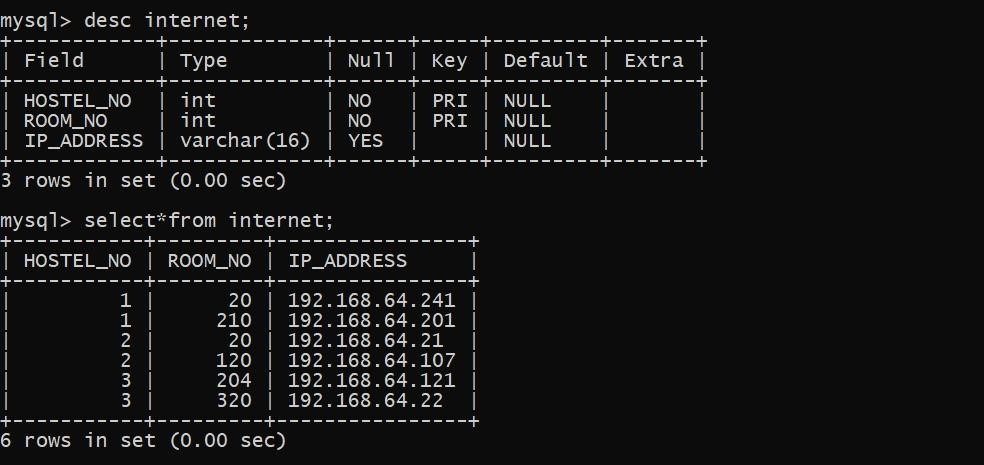 mysql> desc internet;
+------------+-------------+------+-----+---------+-------+
| Field      | Type        | Null | Key | Default | Extra |
+------------+-------------+------+-----+---------+-------+
| HOSTEL_NO  | int         | NO   | PRI | NULL    |       |
| ROOM_NO    | int         | NO   | PRI | NULL    |       |
| IP_ADDRESS | varchar(16) | YES  |     | NULL    |       |
+------------+-------------+------+-----+---------+-------+
3 rows in set (0.00 sec)
mysql> select*from internet;
+-----------+---------+----------------+
| HOSTEL_NO | ROOM_NO | IP_ADDRESS     |
+-----------+---------+----------------+
|         1 |      20 | 192.168.64.241 |
|         1 |     210 | 192.168.64.201 |
|         2 |      20 | 192.168.64.21  |
|         2 |     120 | 192.168.64.107 |
|         3 |     204 | 192.168.64.121 |
|         3 |     320 | 192.168.64.22  |
+-----------+---------+----------------+
6 rows in set (0.00 sec)